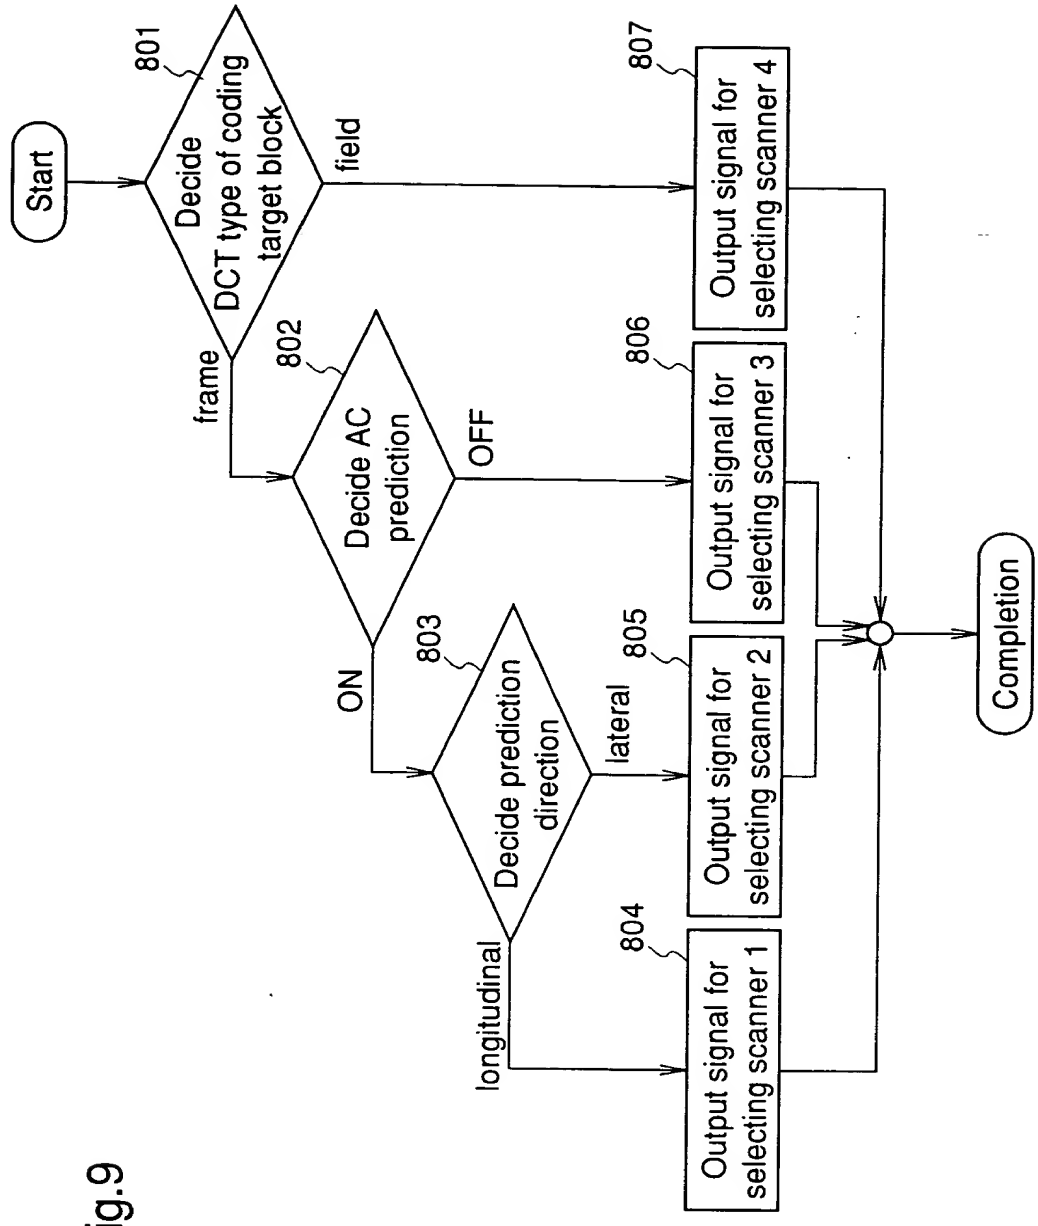 Start
801
Decide
DCT type of coding
target block
frame
field
802
Decide AC
prediction
ON
OFF
803
Decide prediction
direction
longitudinal
lateral
804
Output signal for
selecting scanner 1
805
Output signal for
selecting scanner 2
806
Output signal for
selecting scanner 3
807
Output signal for
selecting scanner 4
Completion
ig.9